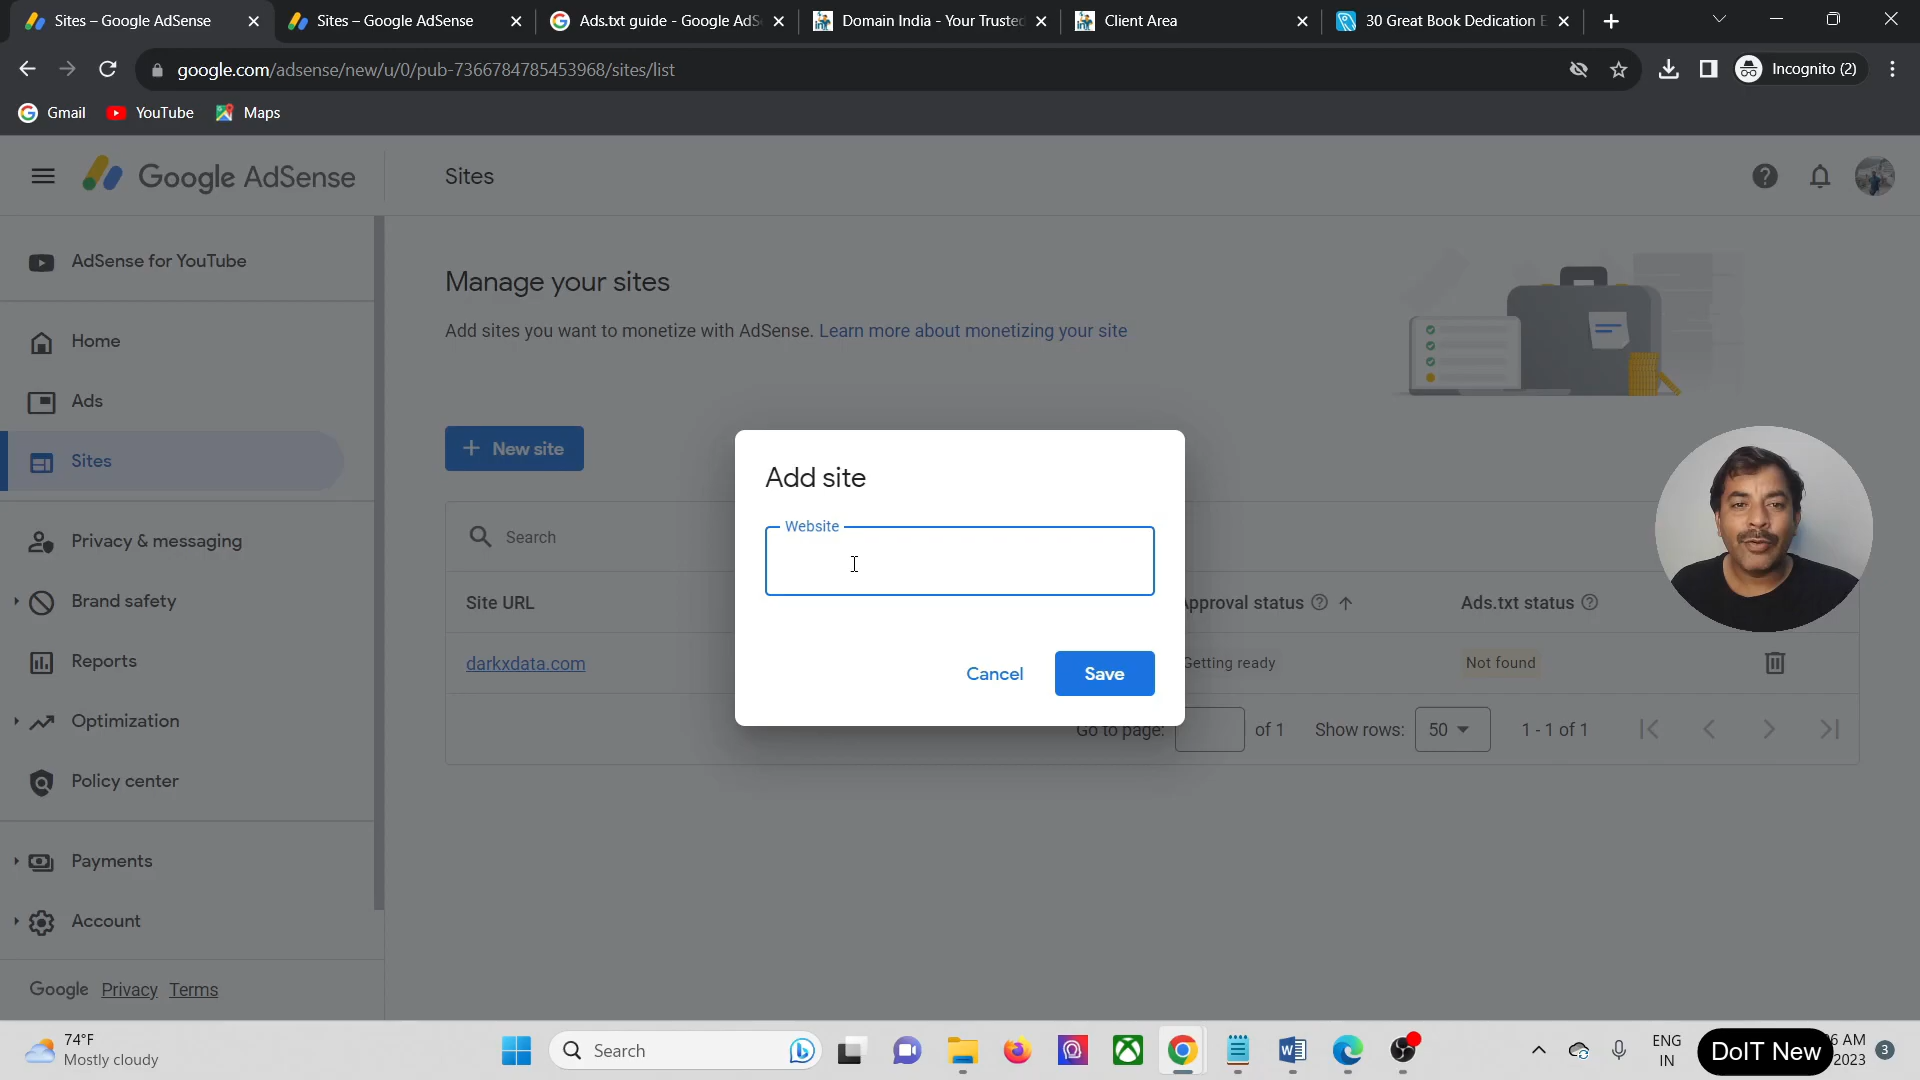 Sites – Google AdSense
Sites – Google AdSense
Ads.txt guide - Google AdS
Domain India - Your Trusted
Client Area
30 Great Book Dedication E
google.com/adsense/new/u/0/pub-7366784785453968/sites/list
Incognito (2)
Gmail
YouTube
Maps
Google AdSense
Sites
AdSense for YouTube
Home
Ads
Sites
Privacy & messaging
Brand safety
Reports
Optimization
Policy center
Payments
Account
Google Privacy Terms
Manage your sites
Add sites you want to monetize with AdSense. Learn more about monetizing your site
+ New site
Search
Site URL
Approval status
Ads.txt status
darkxdata.com
Getting ready
Not found
Go to page:
of 1
Show rows:
50
1 - 1 of 1
Add site
Website
Cancel
Save
74°F
Mostly cloudy
Search
ENG
IN
6 AM
2023
3
DoIT New